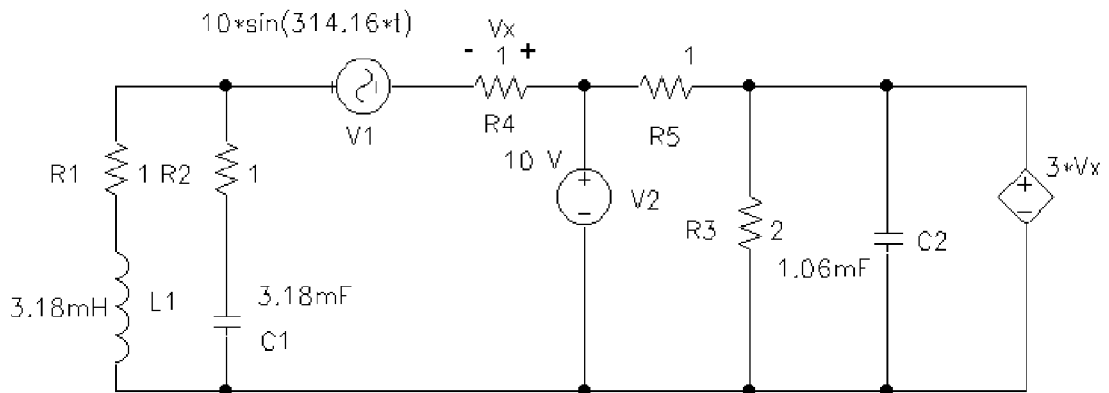 10*sin(314.16*t)
Vx
- 1 +
1
V1
R4
R5
R1
1
R2
1
10 V
V2
3*Vx
R3
2
C2
1.06mF
3.18mH
L1
3.18mF
C1